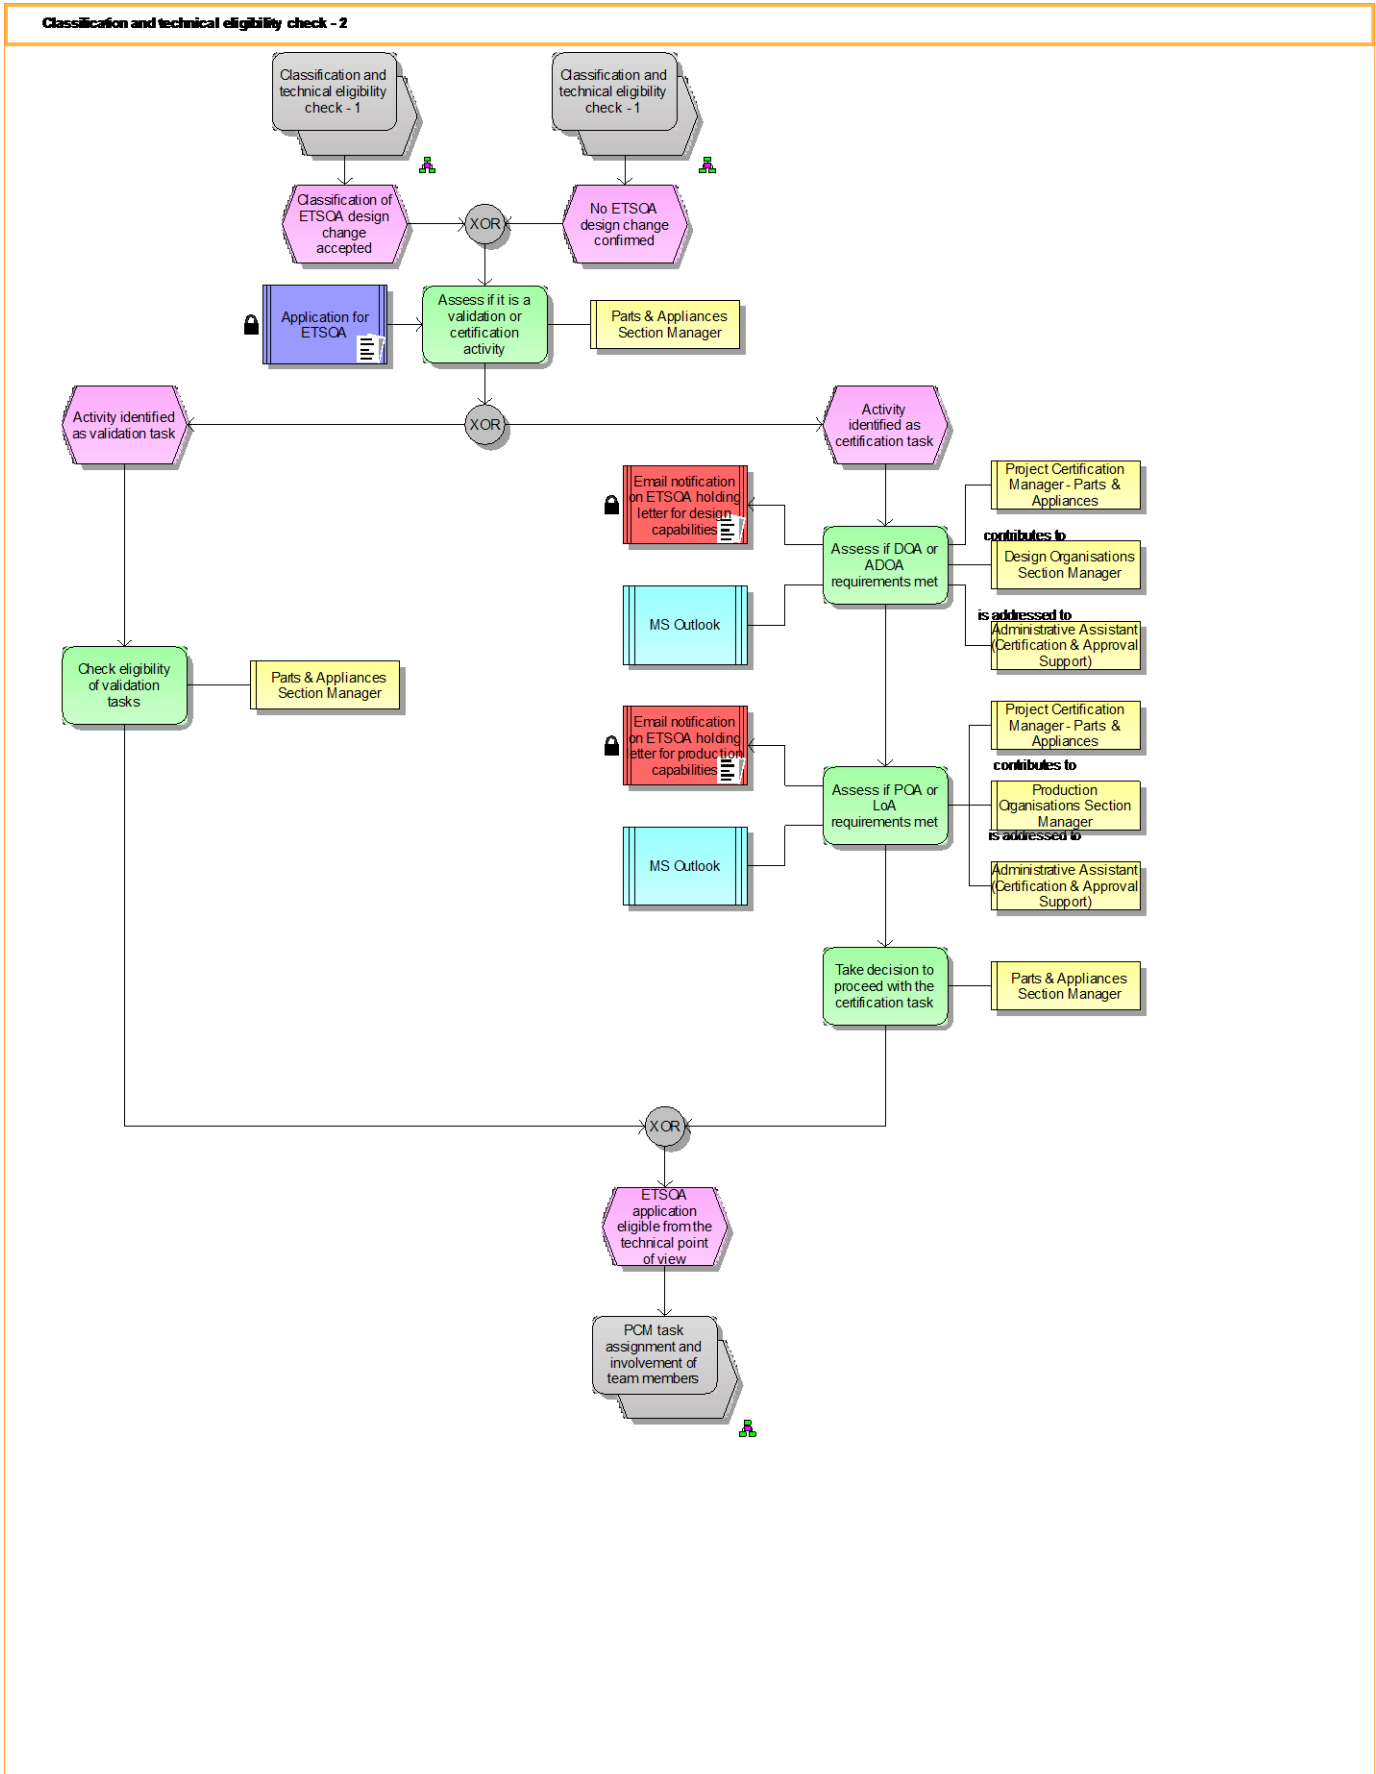 Classification and technical eligibility check - 2
Classification and
technical eligibility
check - 1
Classification and
technical eligibility
check - 1
Classification of
ETSOA design
change
accepted
XOR
No ETSOA
design change
confirmed
Application for
ETSOA
Assess if it is a
validation or
certification
activity
Parts & Appliances
Section Manager
Activity identified
as validation task
XOR
Activity
identified as
certification task
Email notification
on ETSOA holding
letter for design
capabilities
Project Certification
Manager - Parts &
Appliances
contributes to
Assess if DOA or
ADOA
requirements met
Design Organisations
Section Manager
is addressed to
MS Outlook
Administrative Assistant
(Certification & Approval
Support)
Check eligibility
of validation
tasks
Parts & Appliances
Section Manager
Email notification
on ETSOA holding
letter for production
capabilities
Project Certification
Manager - Parts &
Appliances
contributes to
Assess if POA or
LoA
requirements met
Production
Organisations Section
Manager
is addressed to
MS Outlook
Administrative Assistant
(Certification & Approval
Support)
Take decision to
proceed with the
certification task
Parts & Appliances
Section Manager
XOR
ETSOA
application
eligible from the
technical point
of view
PCM task
assignment and
involvement of
team members